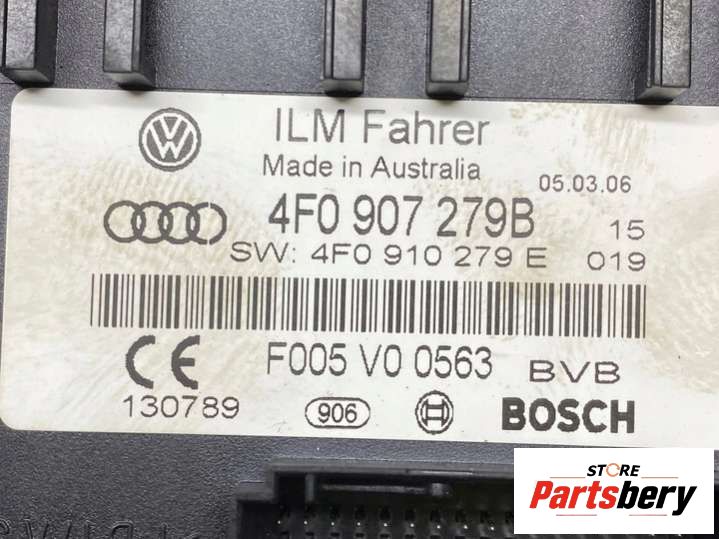 ILM Fahrer
Made in Australia
05.03.06
4F0 907 279B 15
SW: 4F0 910 279 E 019
F005 V0 0563 BVB
CE
130789 906 BOSCH
STORE
Partsbery